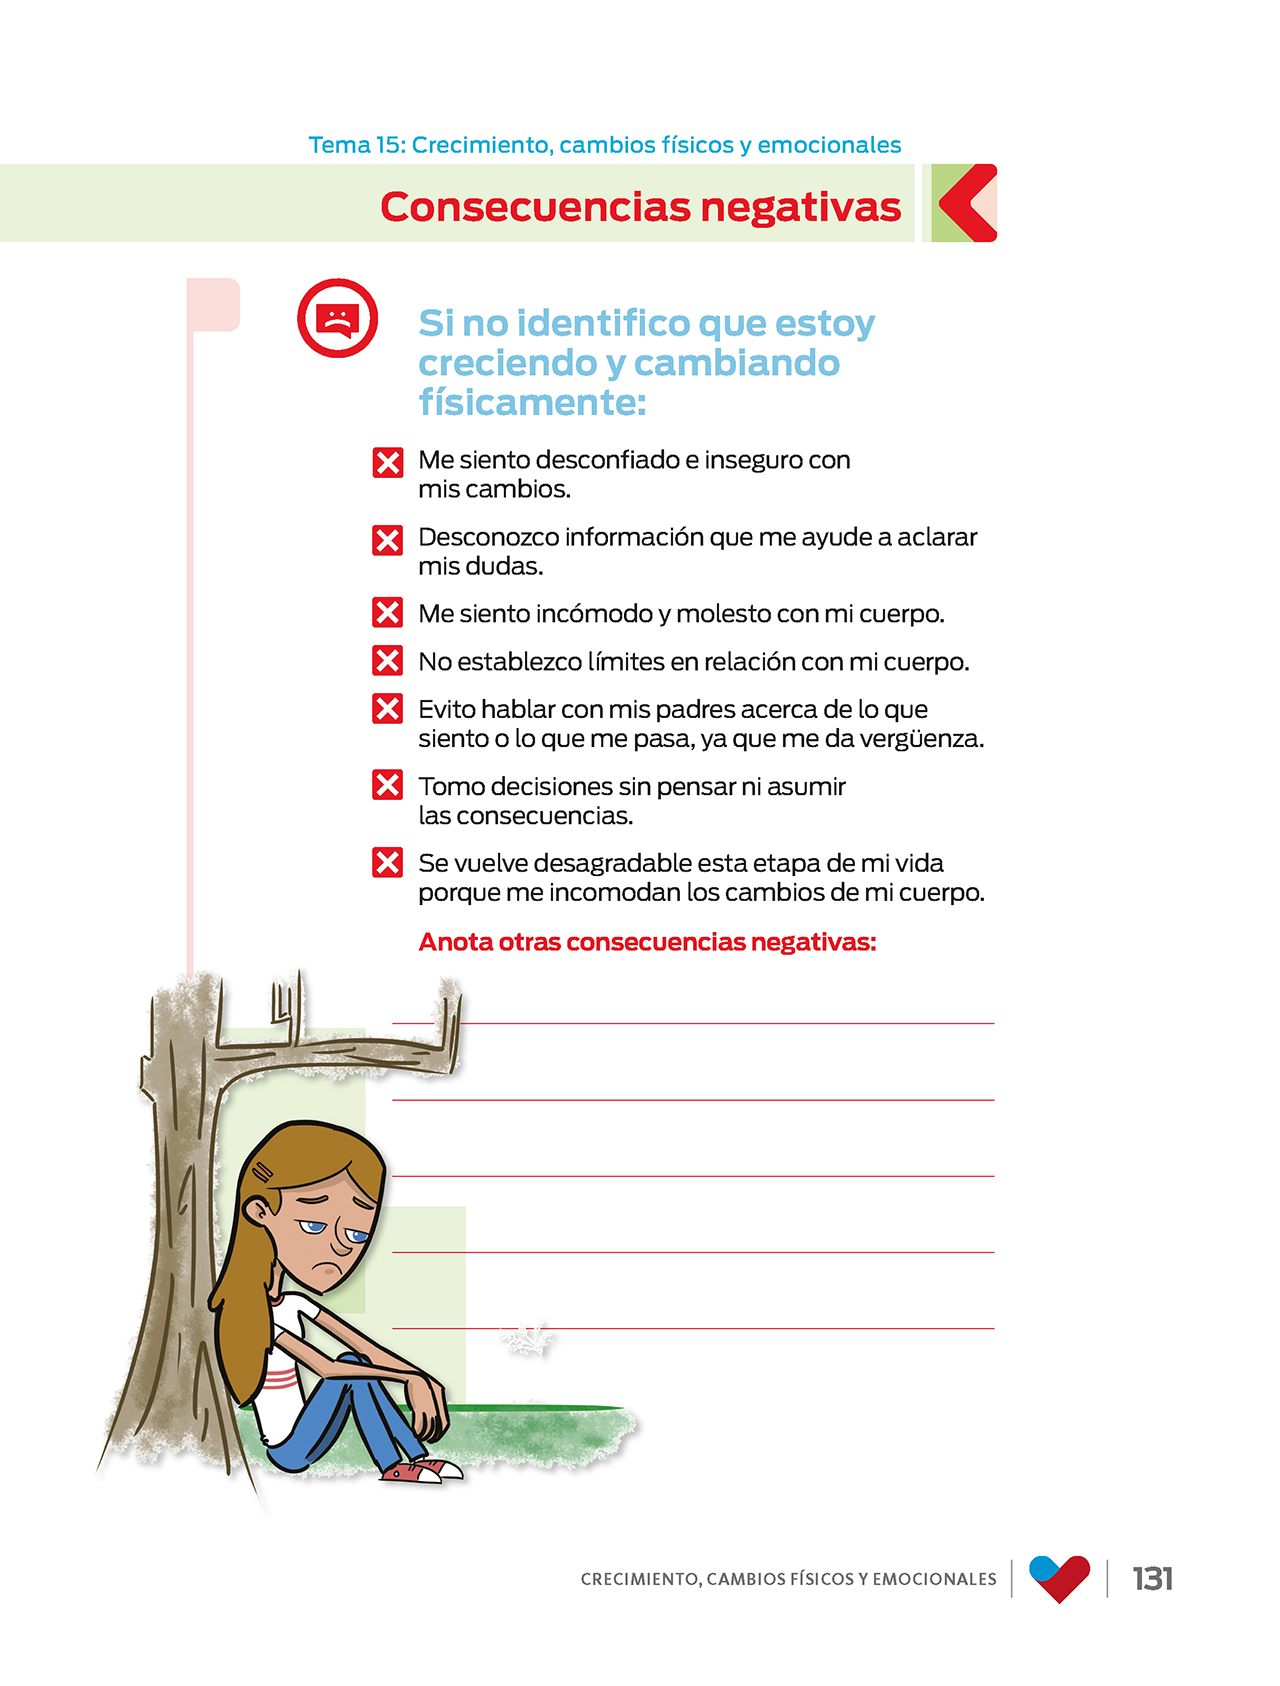 Tema 15: Crecimiento, cambios físicos y emocionales
Consecuencias negativas
Si no identifico que estoy
creciendo y cambiando
físicamente:
Me siento desconfiado e inseguro con
mis cambios.
Desconozco información que me ayude a aclarar
mis dudas.
Me siento incómodo y molesto con mi cuerpo.
No establezco límites en relación con mi cuerpo.
Evito hablar con mis padres acerca de lo que
siento o lo que me pasa, ya que me da vergüenza.
Tomo decisiones sin pensar ni asumir
las consecuencias.
Se vuelve desagradable esta etapa de mi vida
porque me incomodan los cambios de mi cuerpo.
Anota otras consecuencias negativas:
CRECIMIENTO, CAMBIOS FÍSICOS Y EMOCIONALES
131